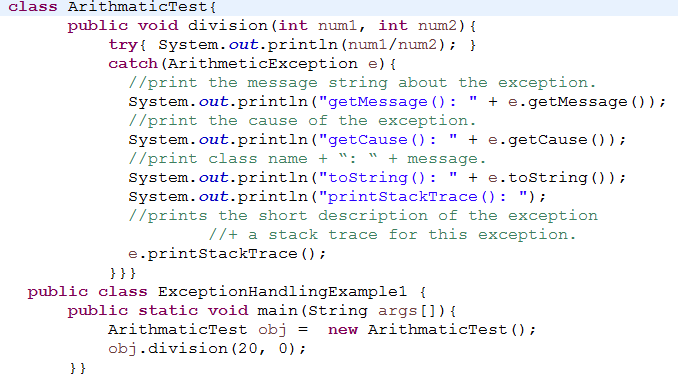 class ArithmaticTest{
public void division(int num1, int num2){
try{ System.out.println(num1/num2); }
catch(ArithmeticException e){
//print the message string about the exception.
System.out.println("getMessage(): " + e.getMessage());
//print the cause of the exception.
System.out.println("getCause(): " + e.getCause());
//print class name + “: “ + message.
System.out.println("toString(): " + e.toString());
System.out.println("printStackTrace(): ");
//prints the short description of the exception
//+ a stack trace for this exception.
e.printStackTrace();
}}}
public class ExceptionHandlingExample1 {
public static void main(String args[]){
ArithmaticTest obj =  new ArithmaticTest();
obj.division(20, 0);
}}